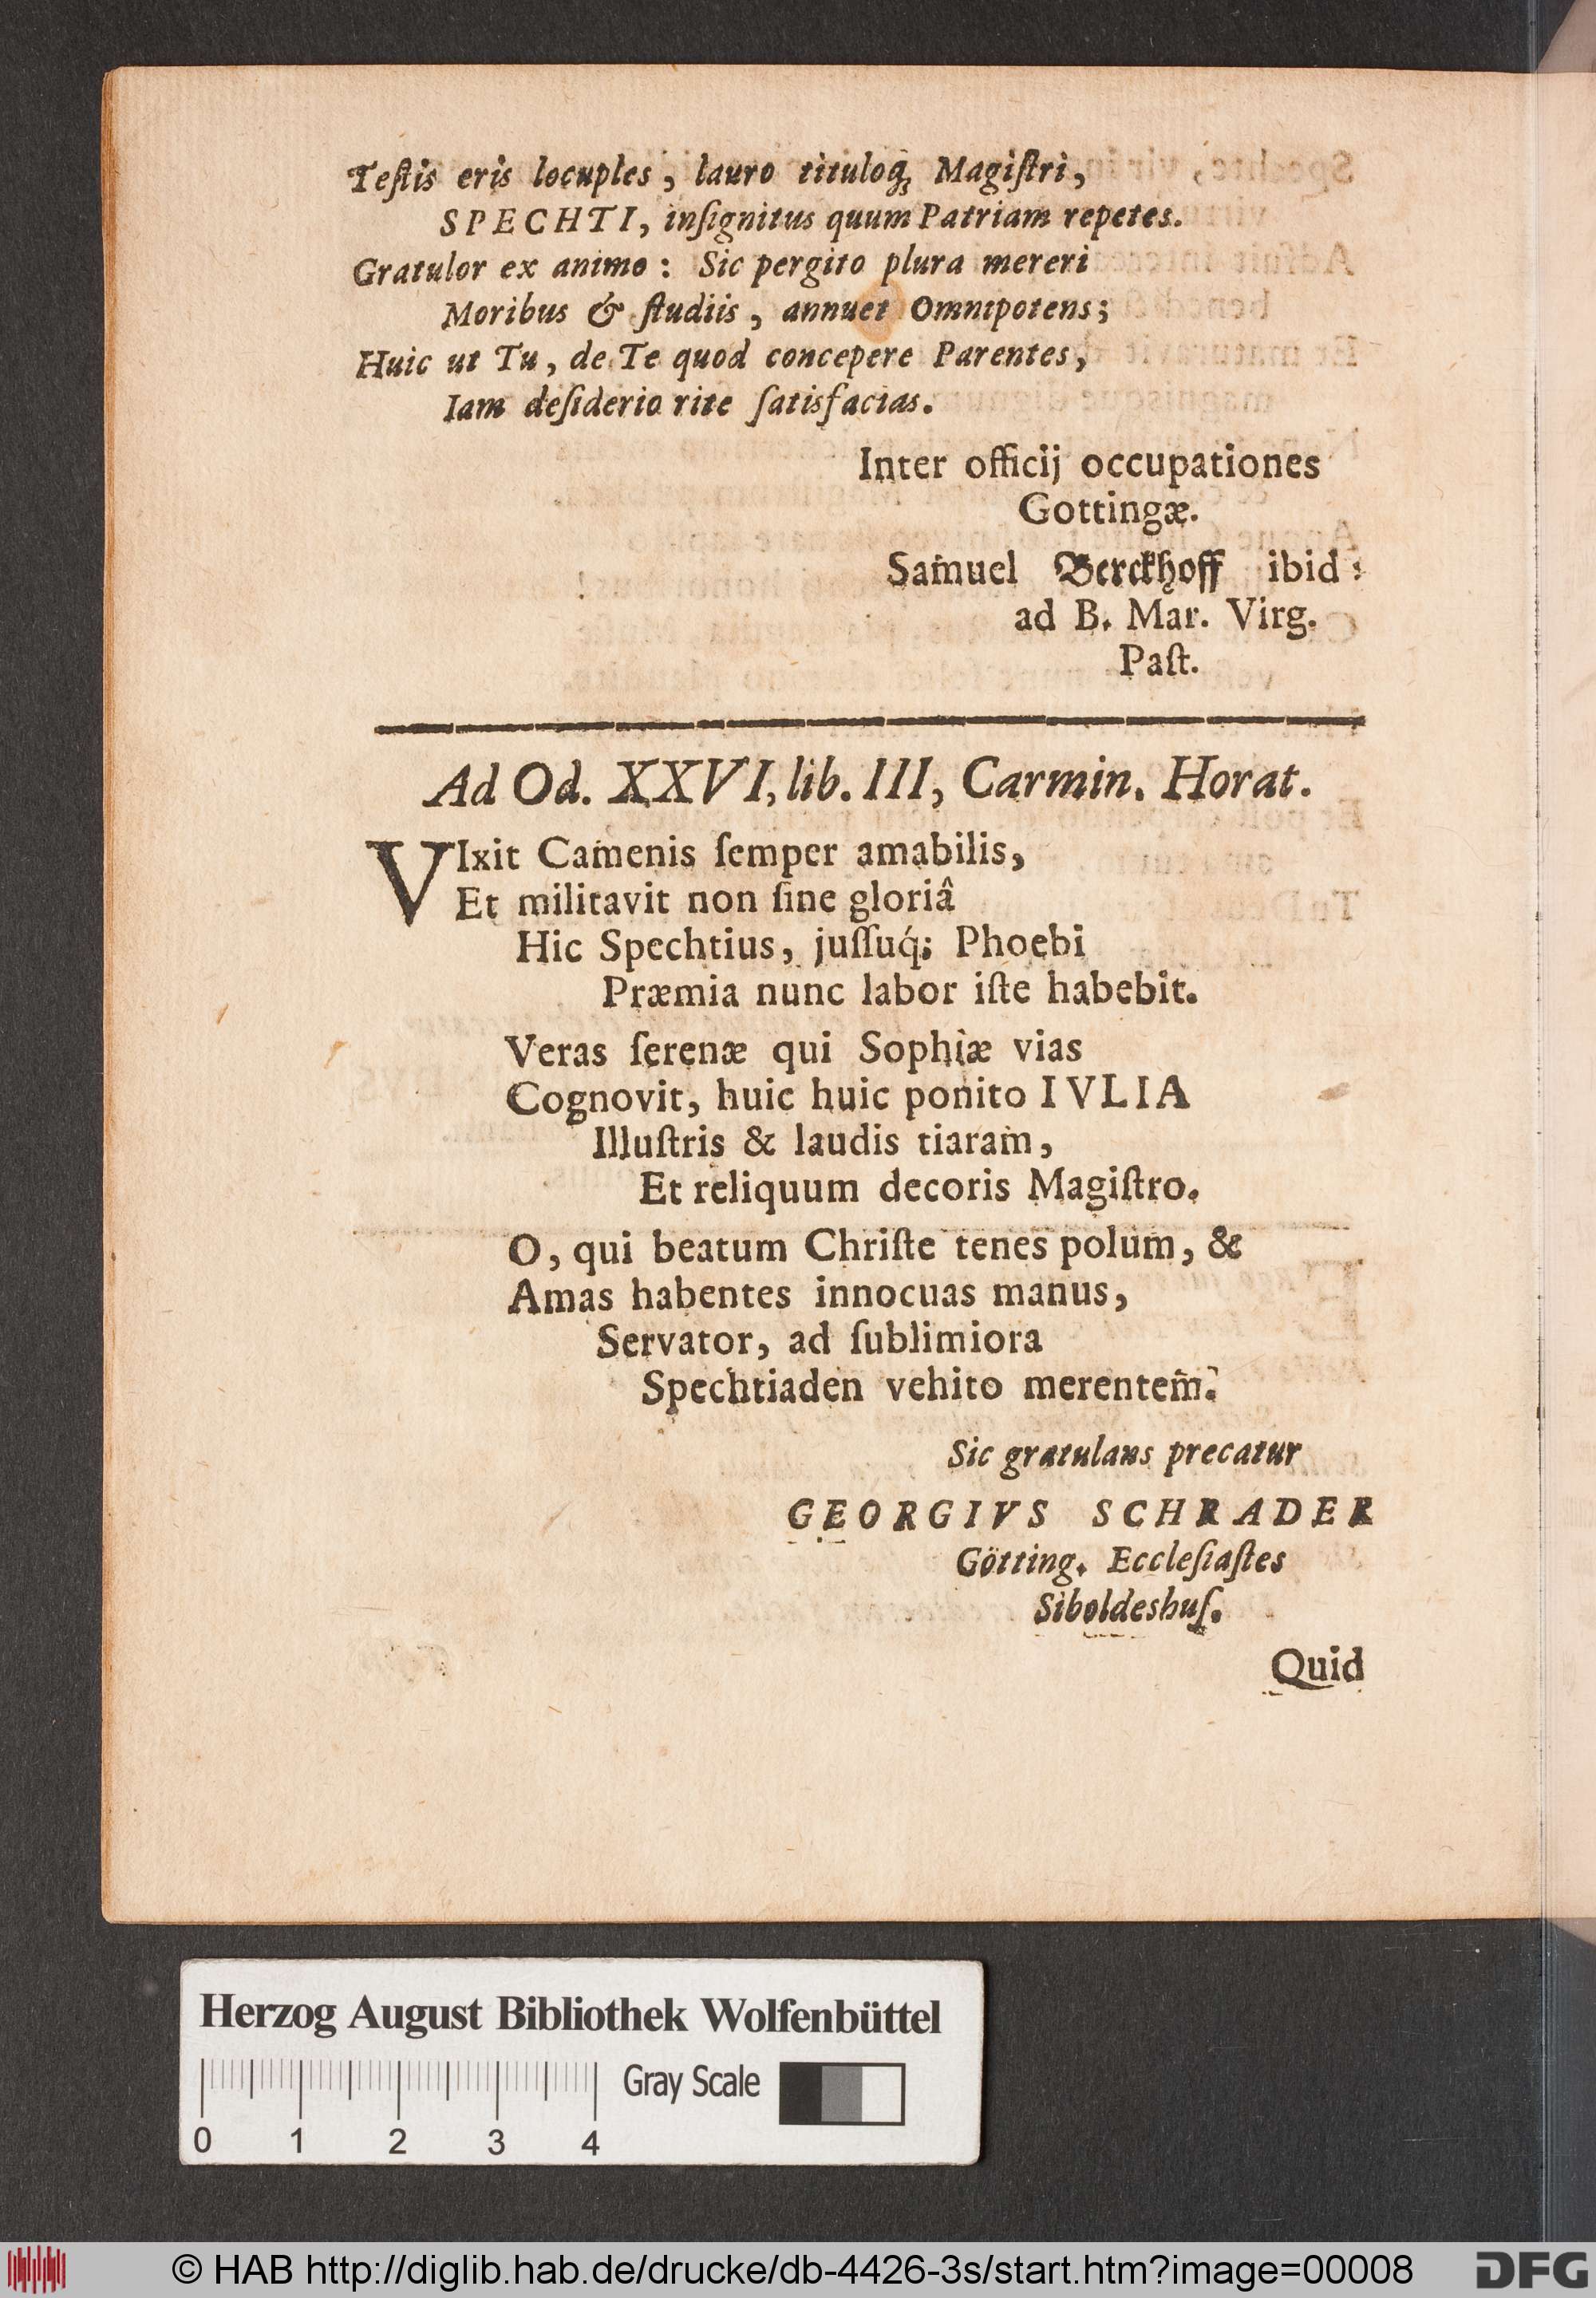 Teſtis eris locuples, lauro tituloq; Magiſtri,
SPECHTI, inſignitus quum Patriam repetes.
Gratulor ex animo: Sic pergito plura mereri
Moribus & ſtudiis, annuet Omnipotens;
Huic ut Tu, de Te quod concepere Parentes,
Iam deſiderio rite ſatisfacias.
Inter officij occupationes
Gottingæ.
Samuel Berckhoff ibid:
ad B. Mar. Virg.
Paſt.
Ad Od. XXVI, lib. III, Carmin. Horat.
VIxit Camenis ſemper amabilis,
Et militavit non ſine gloriâ
Hic Spechtius, juſſuq́; Phoebi
Præmia nunc labor iſte habebit.
Veras ſerenæ qui Sophiæ vias
Cognovit, huic huic ponito IVLIA
Illuſtris & laudis tiaram,
Et reliquum decoris Magiſtro.
O, qui beatum Chriſte tenes polum, &
Amas habentes innocuas manus,
Servator, ad ſublimiora
Spechtiaden vehito merentem.
Sic gratulans precatur
GEORGIVS SCHRADER
Götting. Eccleſiaſtes
Siboldeshuſ.
Quid
Herzog August Bibliothek Wolfenbüttel
Gray Scale
0 1 2 3 4
© HAB http://diglib.hab.de/drucke/db-4426-3s/start.htm?image=00008
DFG